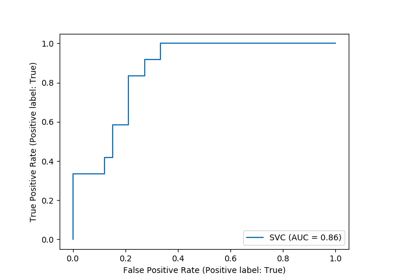 1.0
0.8
0.6
0.4
0.2
0.0
True Positive Rate (Positive label: True)
SVC (AUC = 0.86)
0.0 0.2 0.4 0.6 0.8 1.0
False Positive Rate (Positive label: True)